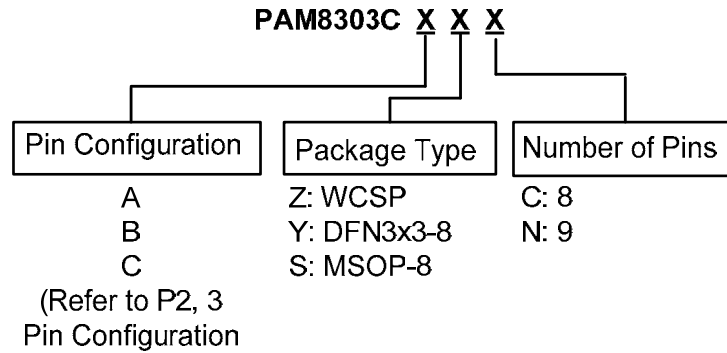 PAM8303C X X X
Pin Configuration
A
B
C
(Refer to P2, 3
Pin Configuration
Package Type
Z: WCSP
Y: DFN3x3-8
S: MSOP-8
Number of Pins
C: 8
N: 9